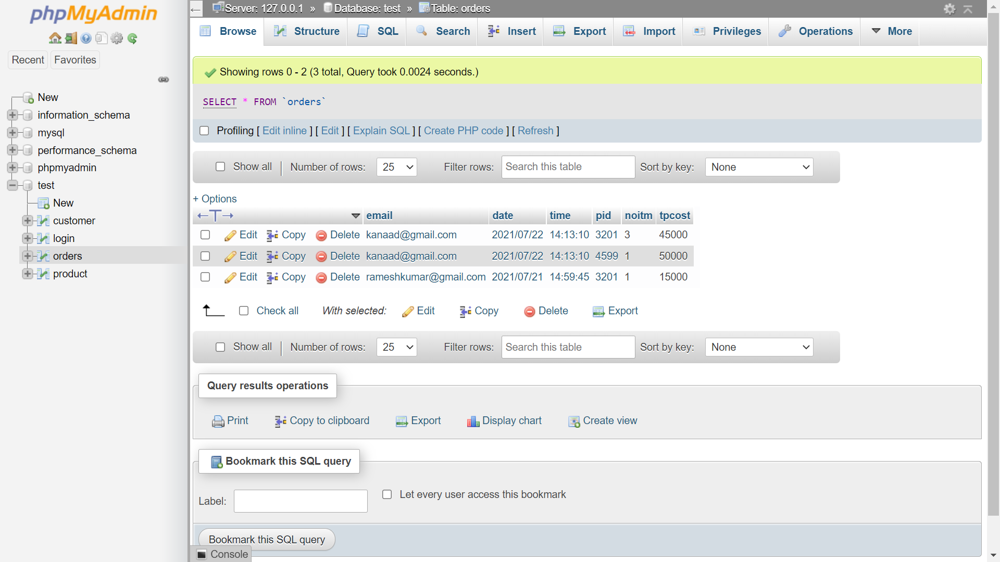 phpMyAdmin
Recent Favorites
New
information_schema
mysql
performance_schema
phpmyadmin
test
New
customer
login
orders
product
Server: 127.0.0.1 » Database: test » Table: orders
Browse Structure SQL Search Insert Export Import Privileges Operations More
Showing rows 0 - 2 (3 total, Query took 0.0024 seconds.)
SELECT * FROM `orders`
Profiling [ Edit inline ] [ Edit ] [ Explain SQL ] [ Create PHP code ] [ Refresh ]
Show all | Number of rows: 25 Filter rows: Search this table Sort by key: None
+ Options
←T→ email date time pid noitm tpcost
Edit Copy Delete kanaad@gmail.com 2021/07/22 14:13:10 3201 3 45000
Edit Copy Delete kanaad@gmail.com 2021/07/22 14:13:10 4599 1 50000
Edit Copy Delete rameshkumar@gmail.com 2021/07/21 14:59:45 3201 1 15000
Check all With selected: Edit Copy Delete Export
Show all | Number of rows: 25 Filter rows: Search this table Sort by key: None
Query results operations
Print Copy to clipboard Export Display chart Create view
Bookmark this SQL query
Label: Let every user access this bookmark
Bookmark this SQL query
Console